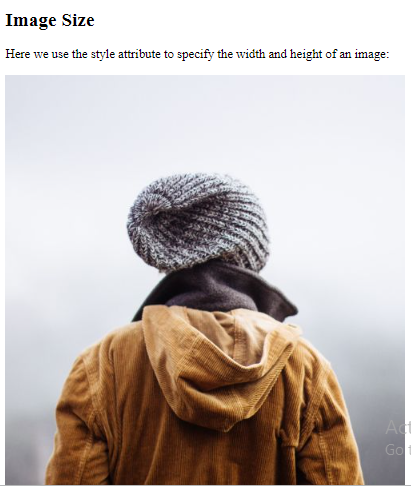 Image Size
Here we use the style attribute to specify the width and height of an image:
Act
Go t